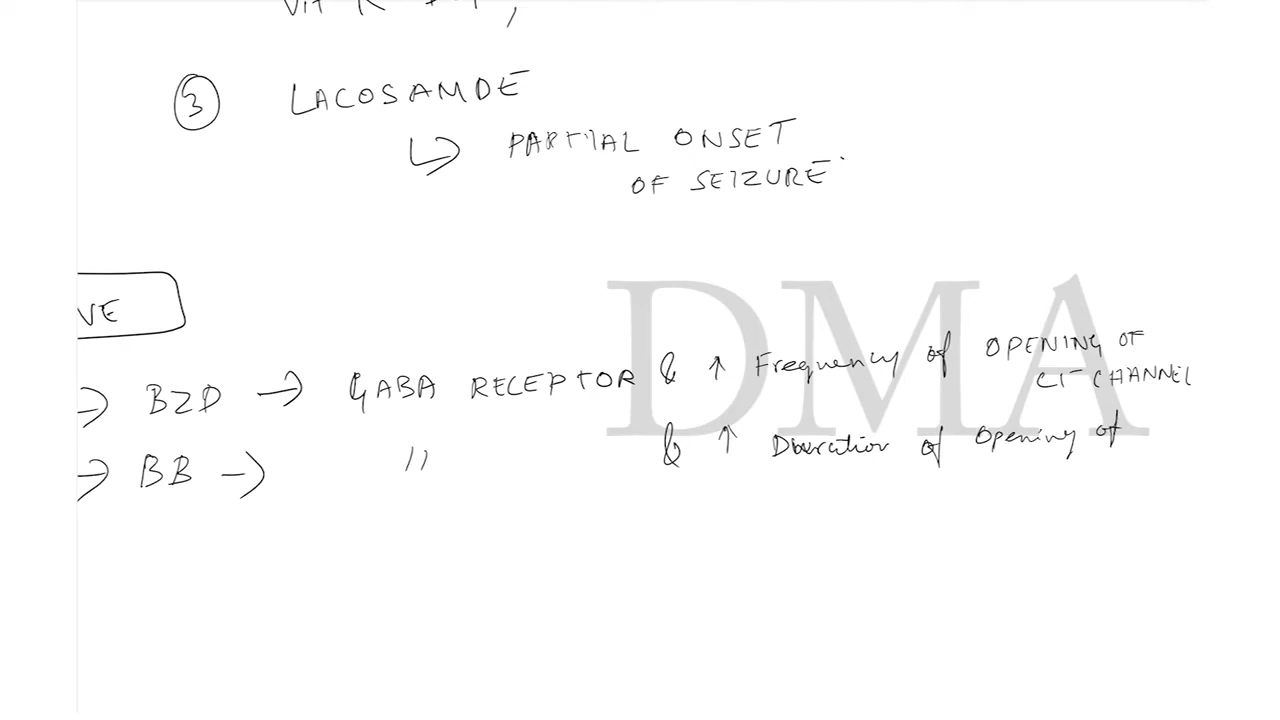 3 LACOSAMDE
↳ PARTIAL ONSET
OF SEIZURE
VE
→ BZD → GABA RECEPTOR & ↑ Frequency of OPENING OF
Cl⁻ CHANNEL
→ BB → " & ↑ Duration of Opening of
DMA